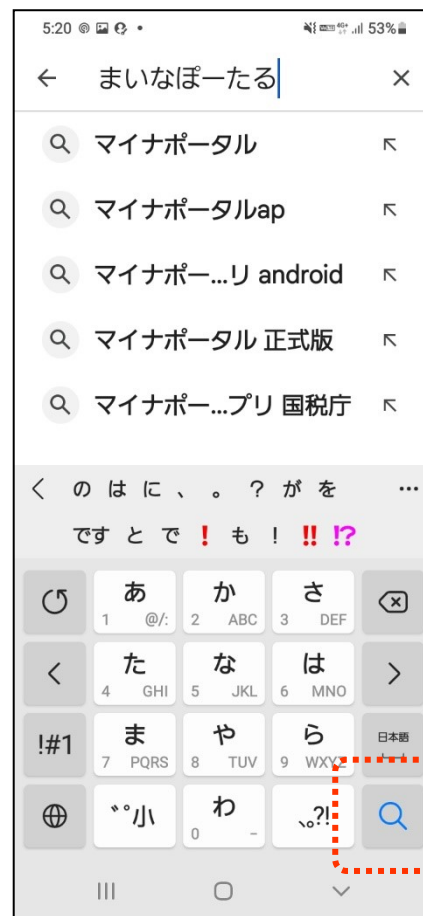 5:20 53%
まいなぽーたる
マイナポータル
マイナポータルap
マイナポー...リ android
マイナポータル 正式版
マイナポー...プリ 国税庁
の は に 、 。 ? が を …
です と で ❗ も ! ‼ ⁉
あ か さ
1 @/: 2 ABC 3 DEF
た な は
4 GHI 5 JKL 6 MNO
!#1 ま や ら 日本語
7 PQRS 8 TUV 9 WXYZ
゛゜小 わ 、。?!
0 -